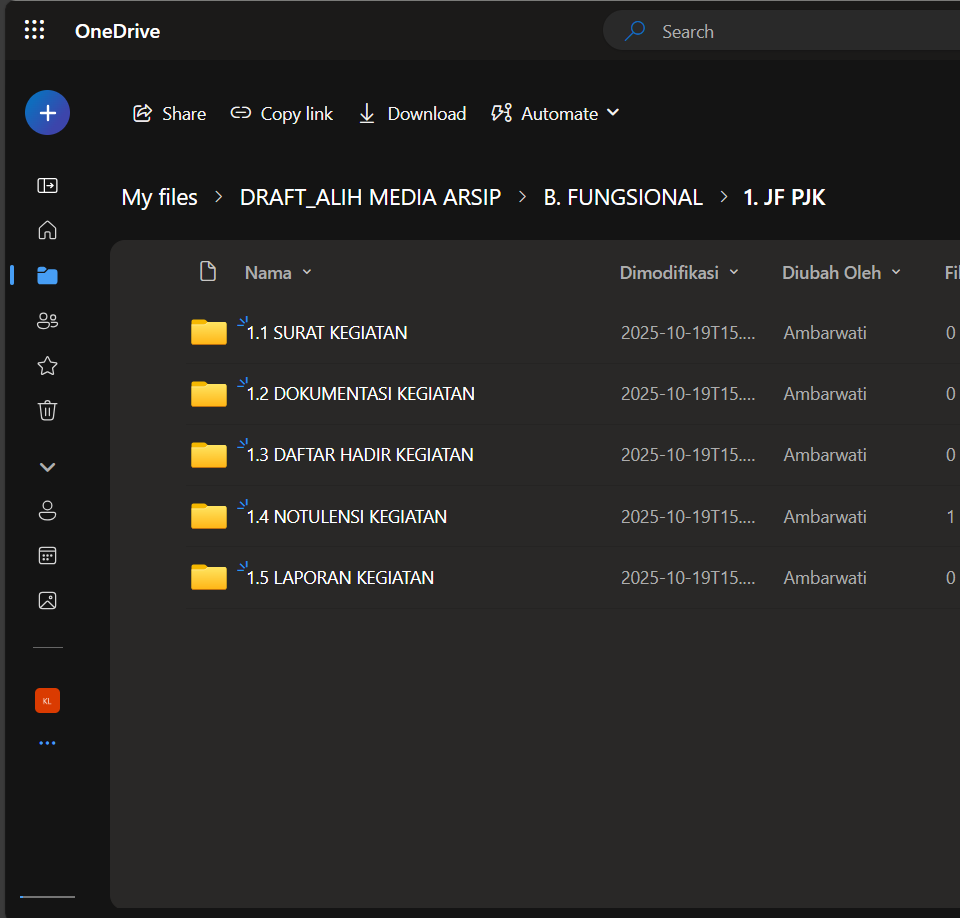 OneDrive
Search
Share
Copy link
Download
Automate
My files > DRAFT_ALIH MEDIA ARSIP > B. FUNGSIONAL > 1. JF PJK
Nama Dimodifikasi Diubah Oleh Fil
1.1 SURAT KEGIATAN 2025-10-19T15.... Ambarwati 0
1.2 DOKUMENTASI KEGIATAN 2025-10-19T15.... Ambarwati 0
1.3 DAFTAR HADIR KEGIATAN 2025-10-19T15.... Ambarwati 0
1.4 NOTULENSI KEGIATAN 2025-10-19T15.... Ambarwati 1
1.5 LAPORAN KEGIATAN 2025-10-19T15.... Ambarwati 0
KL